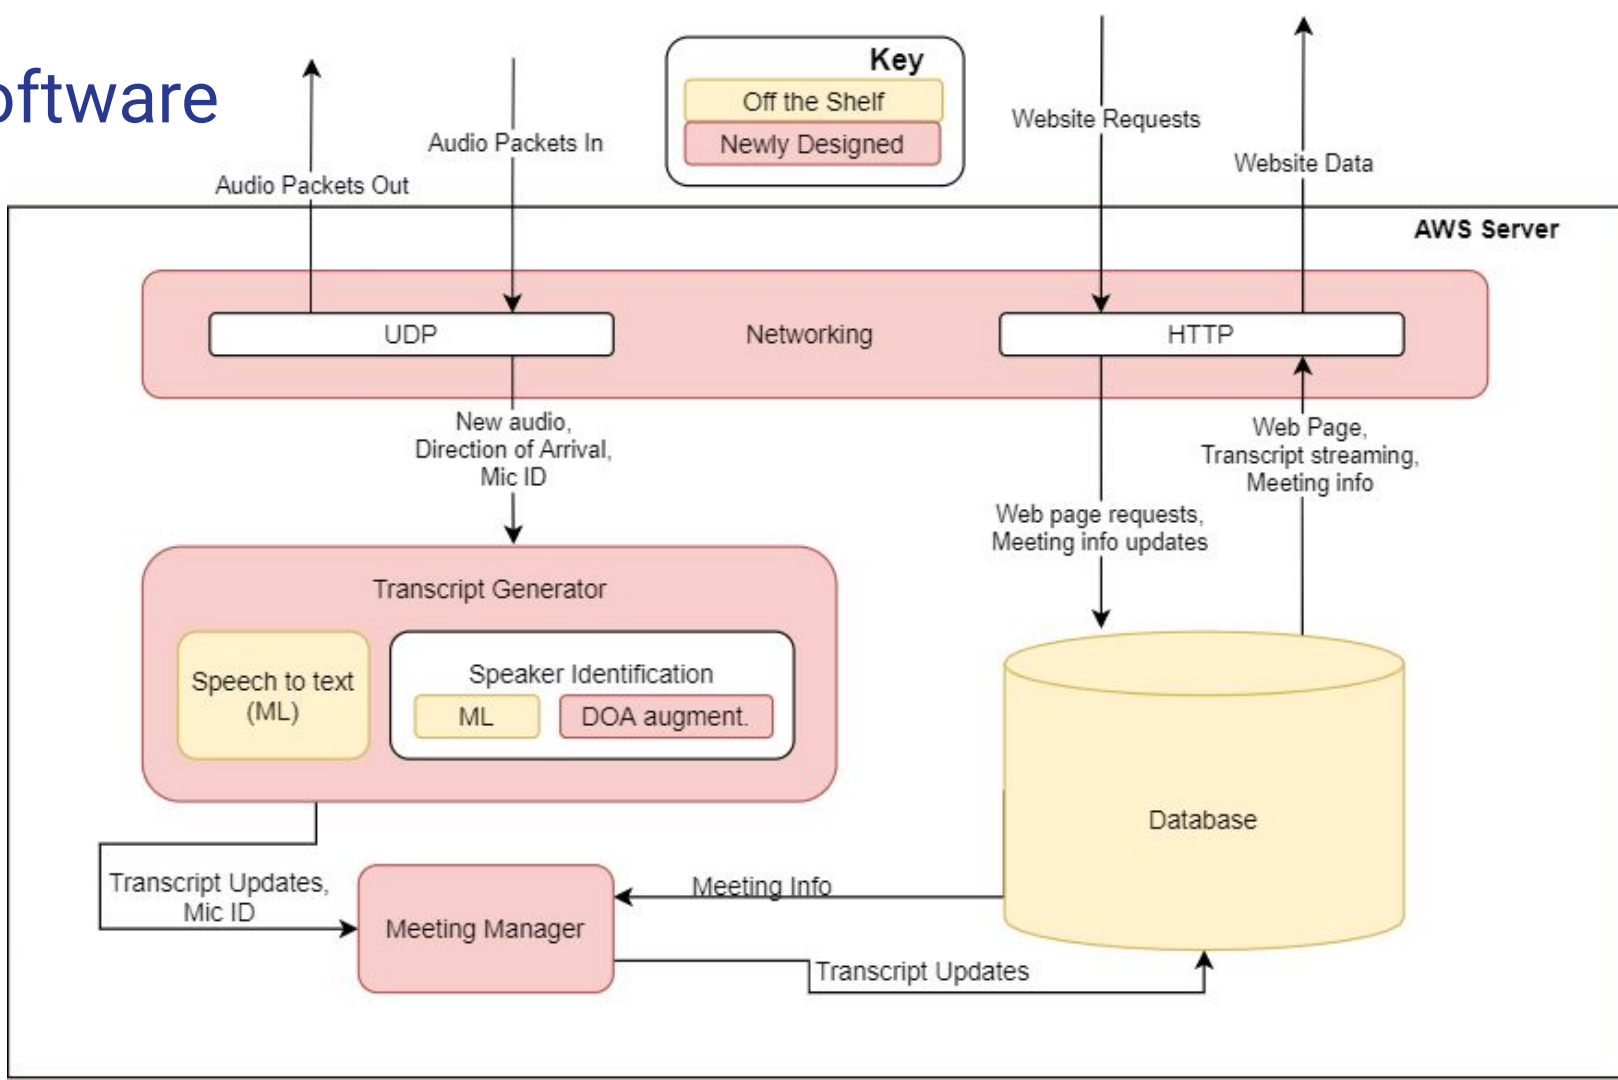 oftware
Key
Off the Shelf
Newly Designed
Audio Packets Out
Audio Packets In
Website Requests
Website Data
AWS Server
UDP
Networking
HTTP
New audio,
Direction of Arrival,
Mic ID
Web Page,
Transcript streaming,
Meeting info
Web page requests,
Meeting info updates
Transcript Generator
Speech to text
(ML)
Speaker Identification
ML
DOA augment.
Database
Transcript Updates,
Mic ID
Meeting Manager
Meeting Info
Transcript Updates